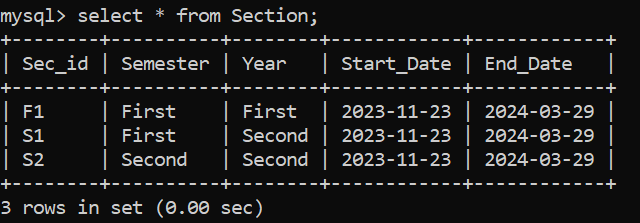 mysql> select * from Section;
+--------+----------+--------+------------+------------+
| Sec_id | Semester | Year   | Start_Date | End_Date   |
+--------+----------+--------+------------+------------+
| F1     | First    | First  | 2023-11-23 | 2024-03-29 |
| S1     | First    | Second | 2023-11-23 | 2024-03-29 |
| S2     | Second   | Second | 2023-11-23 | 2024-03-29 |
+--------+----------+--------+------------+------------+
3 rows in set (0.00 sec)